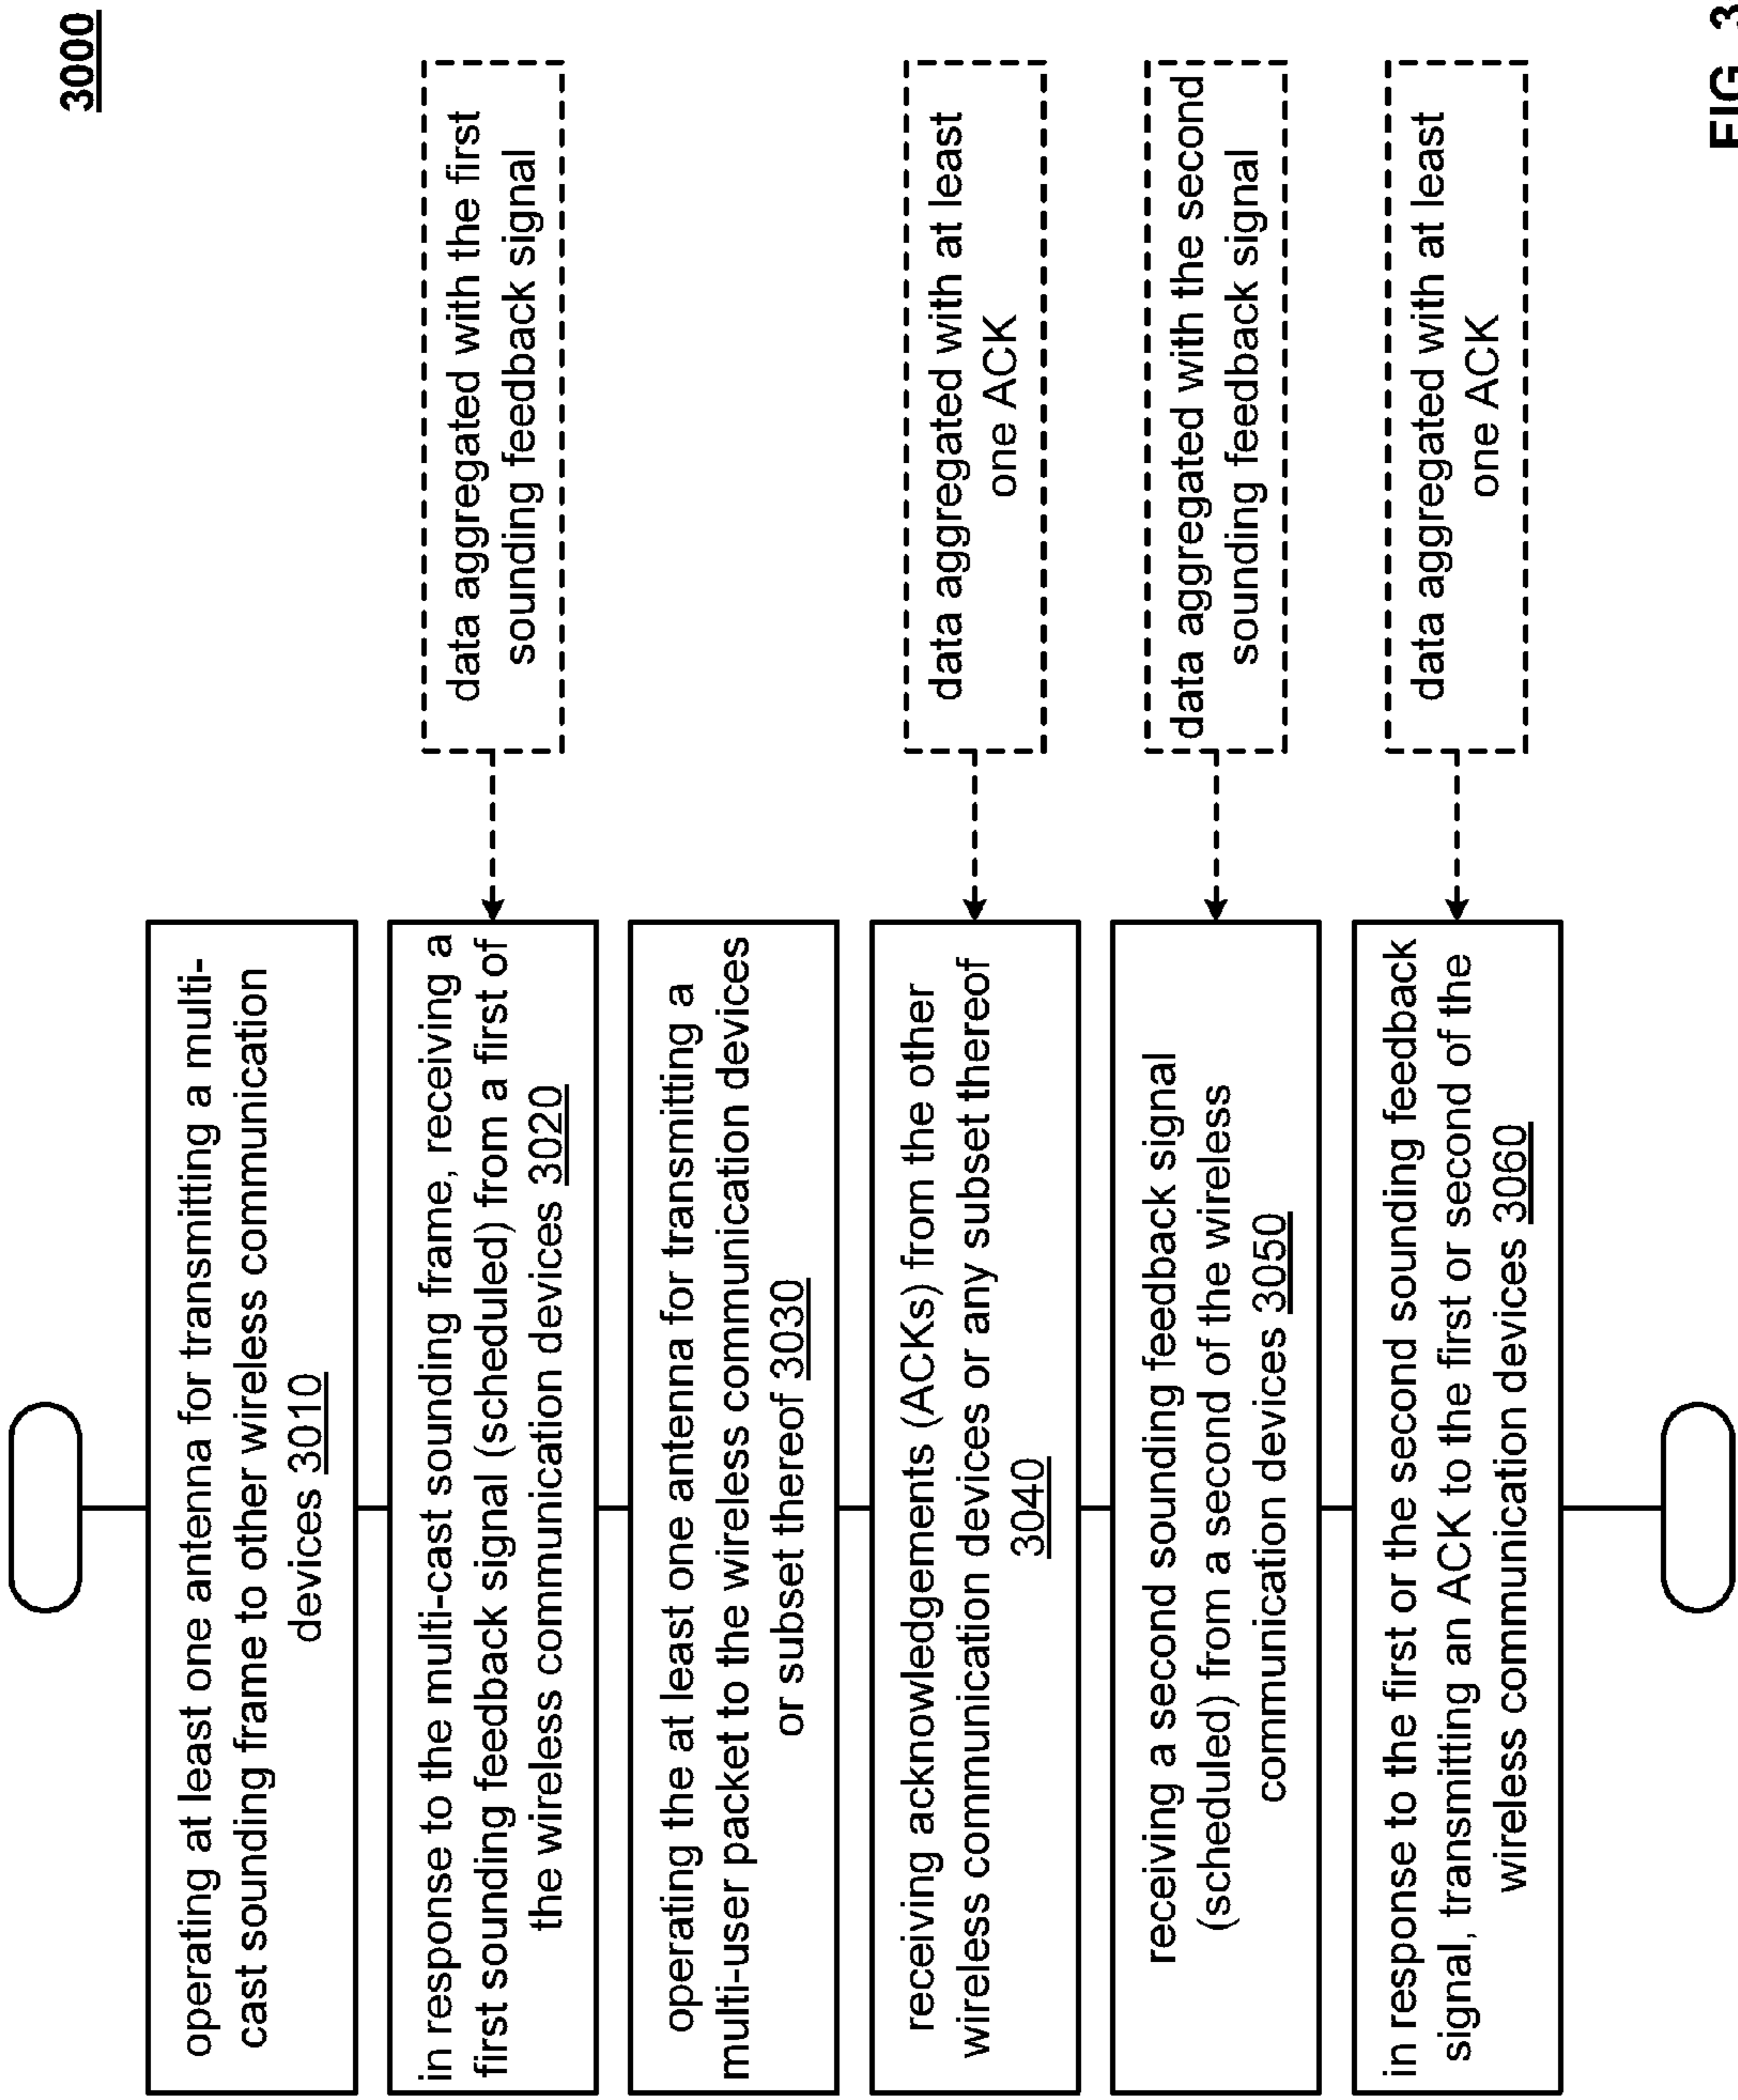 3000
operating at least one antenna for transmitting a multi-
cast sounding frame to other wireless communication
devices 3010
in response to the multi-cast sounding frame, receiving a
first sounding feedback signal (scheduled) from a first of
the wireless communication devices 3020
data aggregated with the first
sounding feedback signal
operating the at least one antenna for transmitting a
multi-user packet to the wireless communication devices
or subset thereof 3030
receiving acknowledgements (ACKs) from the other
wireless communication devices or any subset thereof
3040
data aggregated with at least
one ACK
receiving a second sounding feedback signal
(scheduled) from a second of the wireless
communication devices 3050
data aggregated with the second
sounding feedback signal
in response to the first or the second sounding feedback
signal, transmitting an ACK to the first or second of the
wireless communication devices 3060
data aggregated with at least
one ACK
FIG. 3